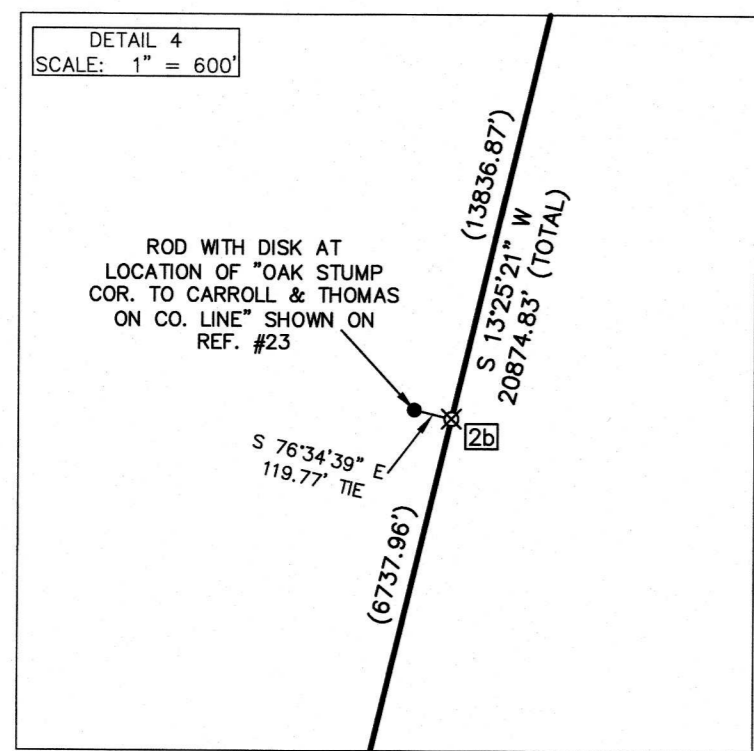 DETAIL 4
SCALE: 1" = 600'
(13836.87')
S 13°25'21" W
20874.83' (TOTAL)
ROD WITH DISK AT
LOCATION OF "OAK STUMP
COR. TO CARROLL & THOMAS
ON CO. LINE" SHOWN ON
REF. #23
2b
S 76°34'39" E
119.77' TIE
(6737.96')